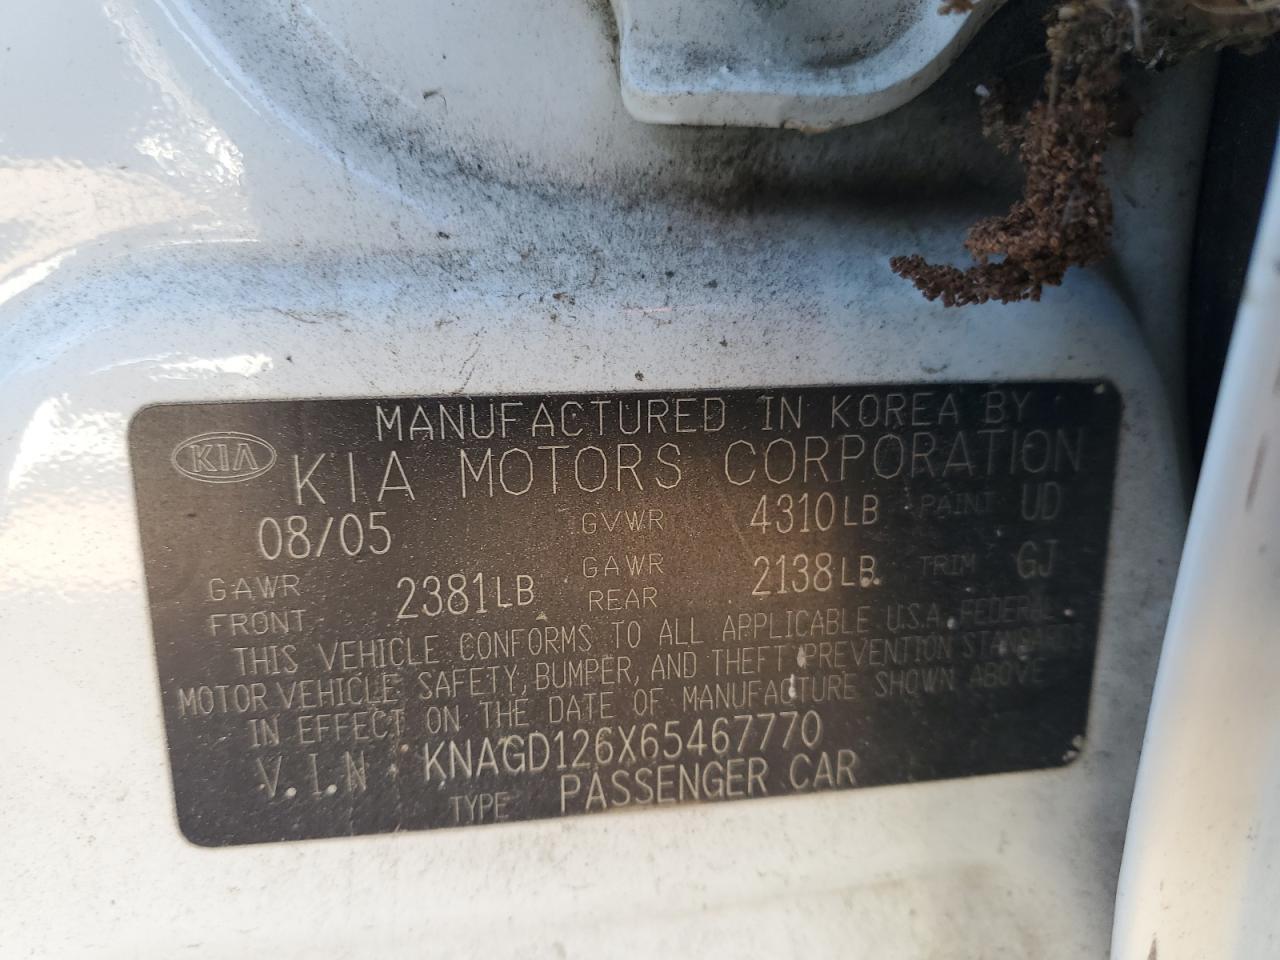 MANUFACTURED IN KOREA BY
KIA KIA MOTORS CORPORATION
08/05 GVWR 4310LB PAINT UD
GAWR FRONT 2381LB GAWR REAR 2138LB TRIM GJ
THIS VEHICLE CONFORMS TO ALL APPLICABLE U.S.A. FEDERAL
MOTOR VEHICLE SAFETY, BUMPER, AND THEFT PREVENTION STANDARDS
IN EFFECT ON THE DATE OF MANUFACTURE SHOWN ABOVE
V.I.N : KNAGD126X65467770
TYPE PASSENGER CAR